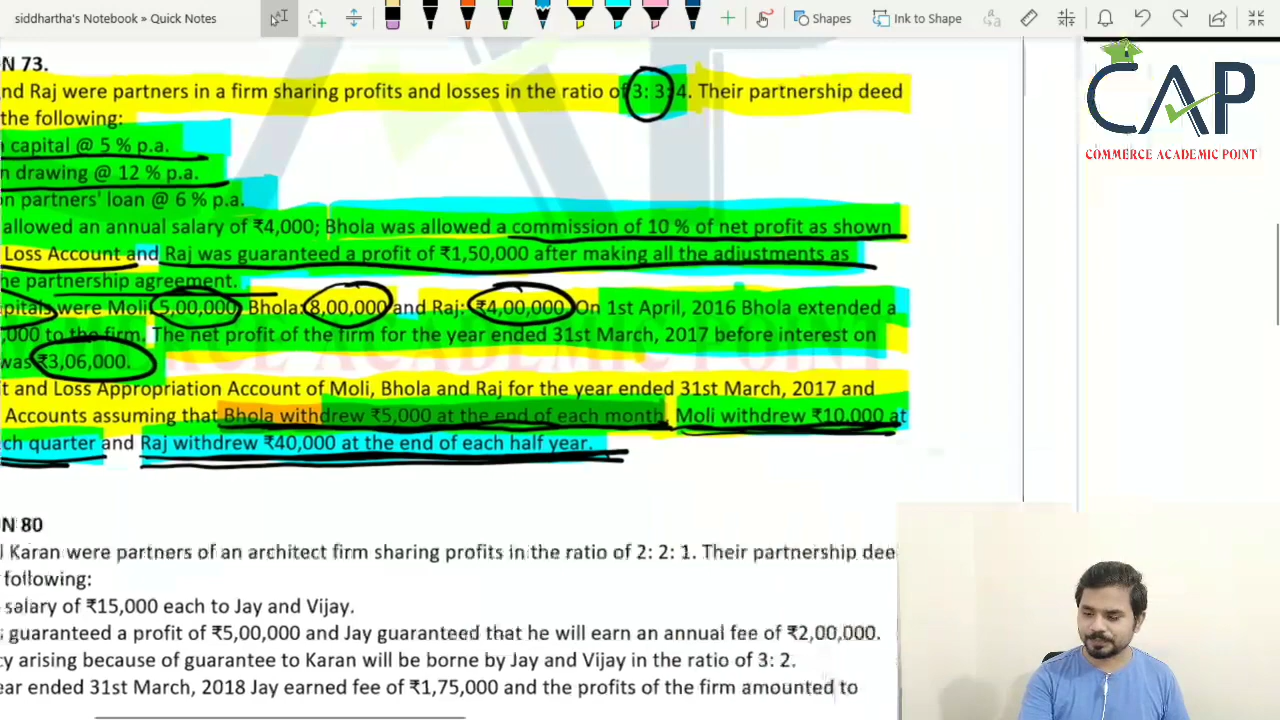 siddhartha's Notebook » Quick Notes
Shapes
Ink to Shape
N 73.
nd Raj were partners in a firm sharing profits and losses in the ratio of 3: 3: 4. Their partnership deed
the following:
capital @ 5 % p.a.
n drawing @ 12 % p.a.
on partners' loan @ 6 % p.a.
allowed an annual salary of ₹4,000; Bhola was allowed a commission of 10 % of net profit as shown
Loss Account and Raj was guaranteed a profit of ₹1,50,000 after making all the adjustments as
he partnership agreement.
pitals were Moli: 5,00,000 Bhola: 8,00,000 and Raj: ₹4,00,000. On 1st April, 2016 Bhola extended a
,000 to the firm. The net profit of the firm for the year ended 31st March, 2017 before interest on
was ₹3,06,000.
t and Loss Appropriation Account of Moli, Bhola and Raj for the year ended 31st March, 2017 and
Accounts assuming that Bhola withdrew ₹5,000 at the end of each month, Moli withdrew ₹10,000 at
ch quarter and Raj withdrew ₹40,000 at the end of each half year.
N 80
l Karan were partners of an architect firm sharing profits in the ratio of 2: 2: 1. Their partnership dee
following:
salary of ₹15,000 each to Jay and Vijay.
guaranteed a profit of ₹5,00,000 and Jay guaranteed that he will earn an annual fee of ₹2,00,000.
cy arising because of guarantee to Karan will be borne by Jay and Vijay in the ratio of 3: 2.
ear ended 31st March, 2018 Jay earned fee of ₹1,75,000 and the profits of the firm amounted to
CAP
COMMERCE ACADEMIC POINT